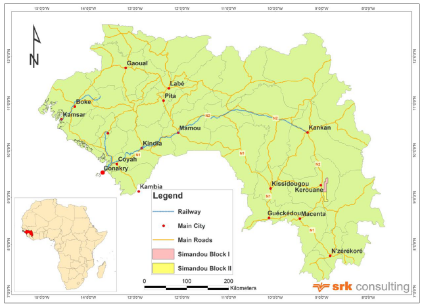 Gaoual
Labé
Pita
Boke
Kamsar
Mamou
Kindia
Kankan
Coyah
Conakry
Kambia
Kissidougou
Kerouane
Guéckédou
Macenta
N'zérékoré
N
Legend
Railway
Main City
Main Roads
Simandou Block I
Simandou Block II
0 50 100 200
Kilometers
srk consulting